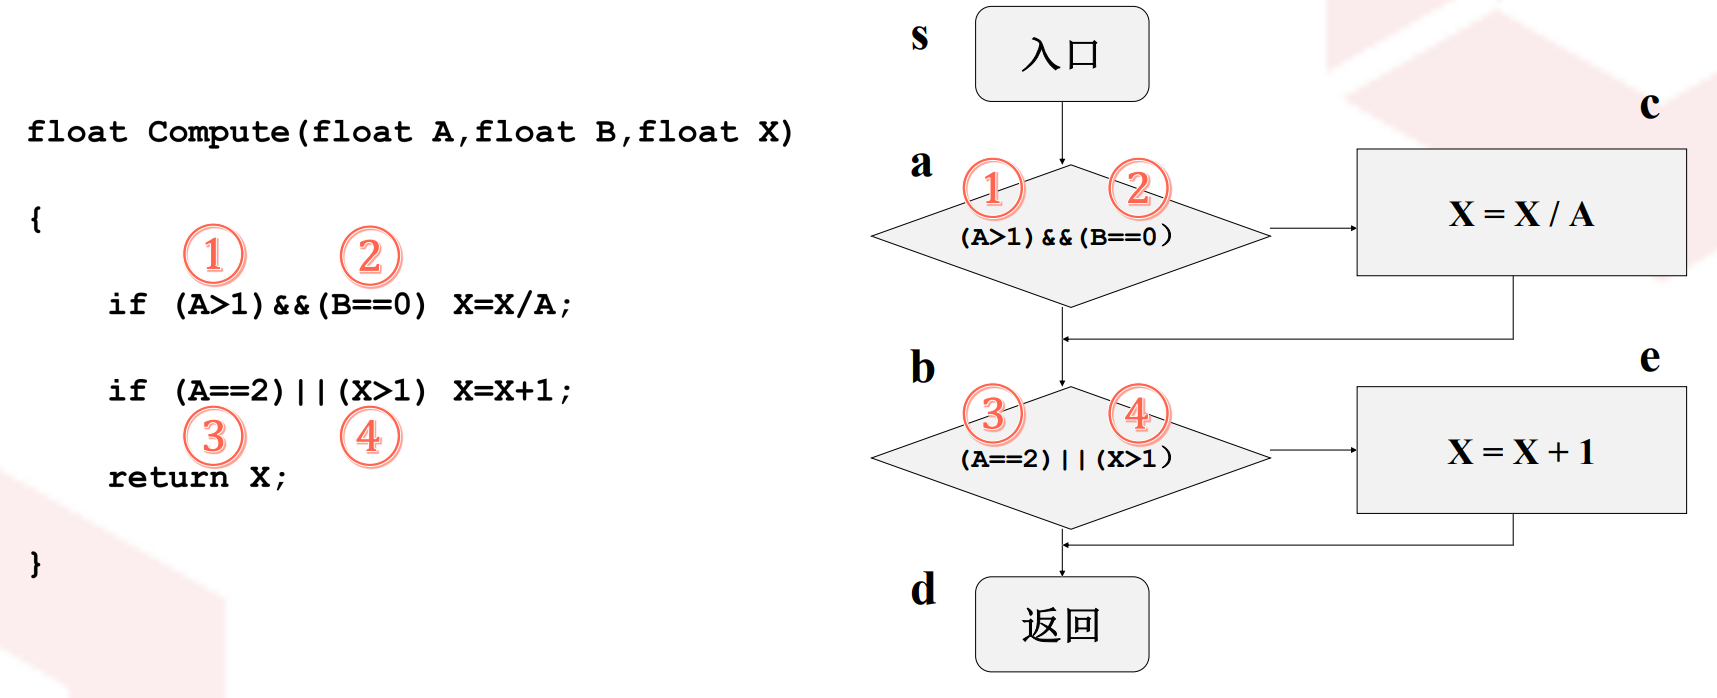 float Compute(float A,float B,float X)
{
① ②
if (A>1)&&(B==0) X=X/A;
if (A==2)||(X>1) X=X+1;
③ ④
return X;
}
s
入口
a
① ②
(A>1)&&(B==0)
c
X = X / A
b
③ ④
(A==2)||(X>1)
e
X = X + 1
d
返回